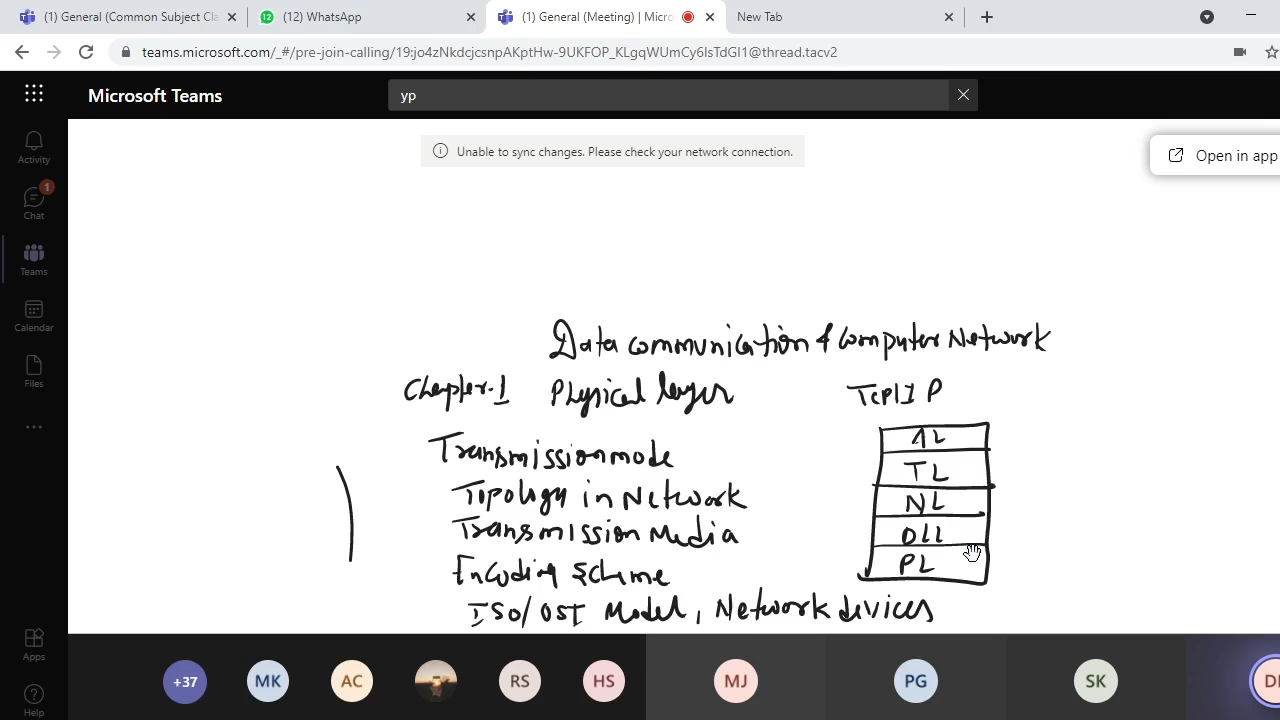 (1) General (Common Subject Cla
(12) WhatsApp
(1) General (Meeting) | Micro
New Tab
teams.microsoft.com/_#/pre-join-calling/19:jo4zNkdcjcsnpAKptHw-9UKFOP_KLgqWUmCy6lsTdGI1@thread.tacv2
Microsoft Teams
yp
Unable to sync changes. Please check your network connection.
Open in app
Activity
1
Chat
Teams
Calendar
Files
Apps
Help
Data communication & Computer Network
Chapter-1 Physical layer
TCP/IP
Transmission mode
Topology in Network
Transmission Media
Encoding scheme
ISO/OSI Model, Network devices
AL
TL
NL
DLL
PL
+37
MK
AC
RS
HS
MJ
PG
SK
DI